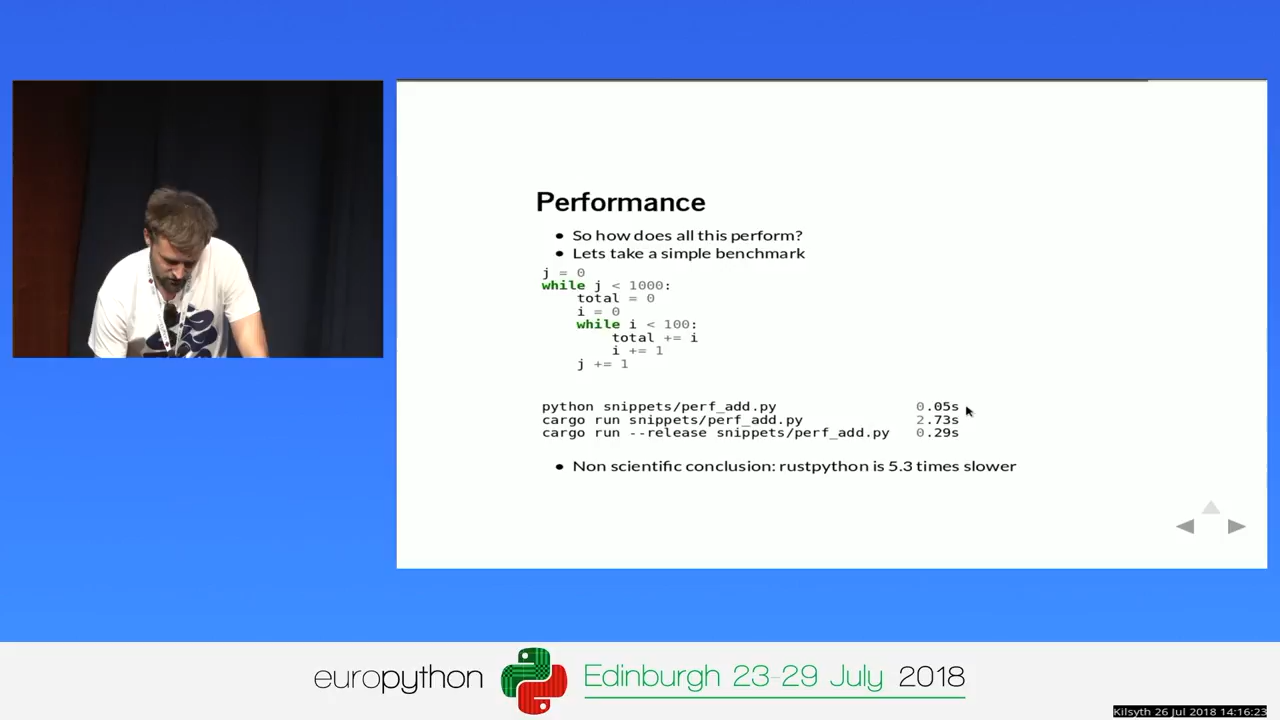 Performance
• So how does all this perform?
• Lets take a simple benchmark
j = 0
while j < 1000:
    total = 0
    i = 0
    while i < 100:
        total += i
        i += 1
    j += 1
python snippets/perf_add.py 0.05s
cargo run snippets/perf_add.py 2.73s
cargo run --release snippets/perf_add.py 0.29s
• Non scientific conclusion: rustpython is 5.3 times slower
europython Edinburgh 23-29 July 2018
Kilsyth 26 Jul 2018 14:16:23